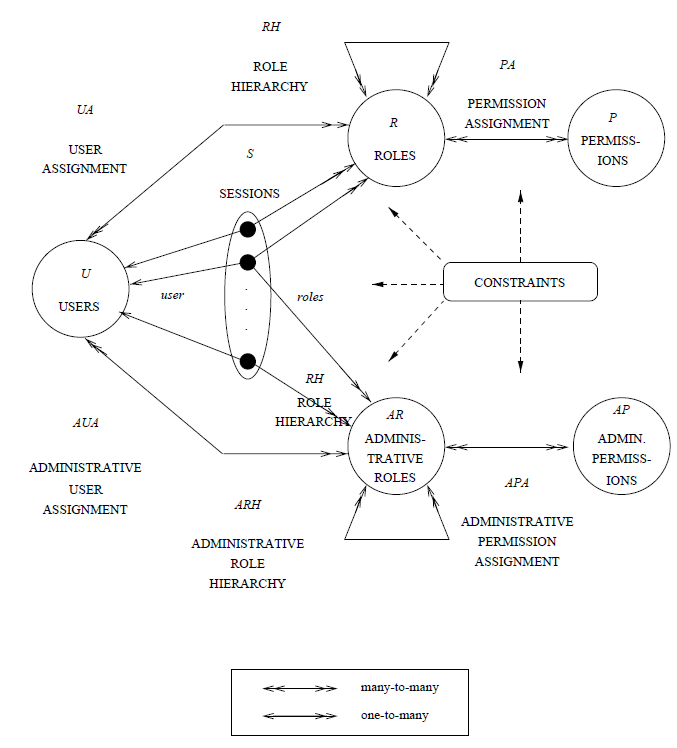 RH
ROLE
HIERARCHY
PA
PERMISSION
ASSIGNMENT
UA
USER
ASSIGNMENT
S
SESSIONS
R
ROLES
P
PERMISS-
IONS
U
USERS
user
.
.
.
roles
CONSTRAINTS
RH
ROLE
HIERARCHY
AR
ADMINIS-
TRATIVE
ROLES
AP
ADMIN.
PERMISS-
IONS
AUA
ADMINISTRATIVE
USER
ASSIGNMENT
ARH
ADMINISTRATIVE
ROLE
HIERARCHY
APA
ADMINISTRATIVE
PERMISSION
ASSIGNMENT
many-to-many
one-to-many